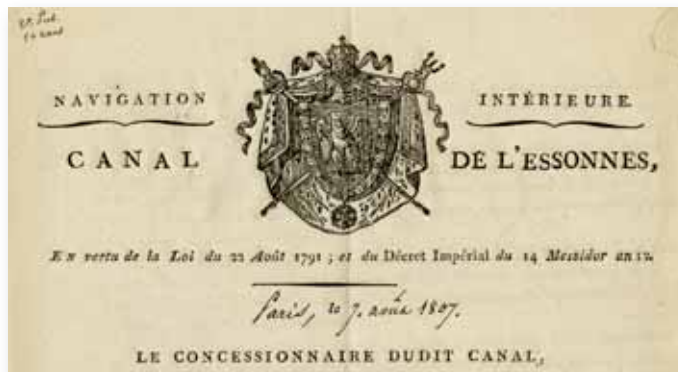 NAVIGATION INTÉRIEURE.
CANAL DE L'ESSONNES,
En vertu de la Loi du 22 Août 1791 ; et du Décret Impérial du 14 Messidor an 12.
Paris, le 7. août 1807.
LE CONCESSIONNAIRE DUDIT CANAL,